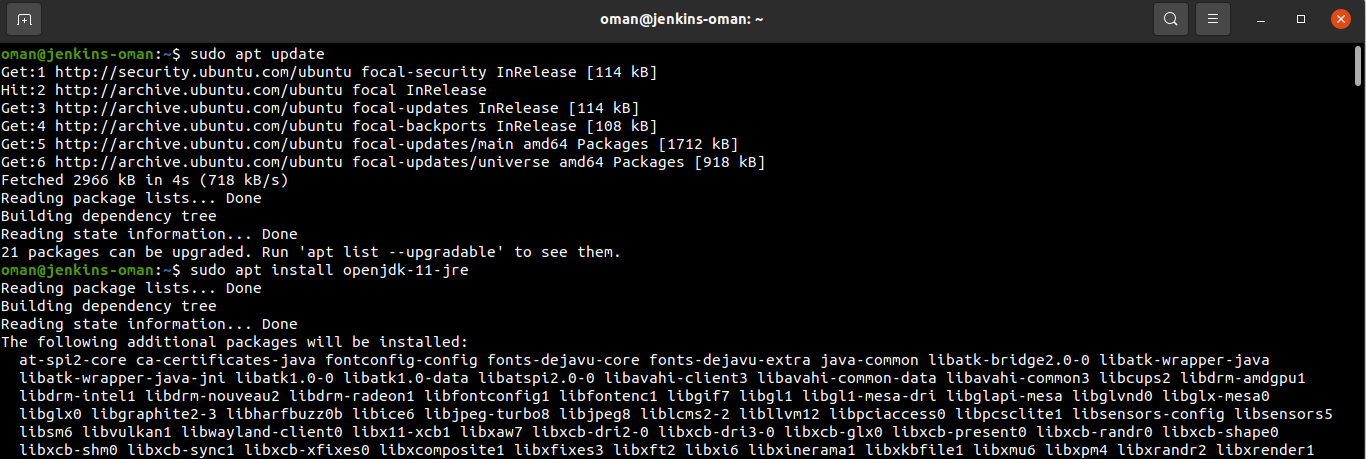 oman@jenkins-oman: ~
oman@jenkins-oman:~$ sudo apt update
Get:1 http://security.ubuntu.com/ubuntu focal-security InRelease [114 kB]
Hit:2 http://archive.ubuntu.com/ubuntu focal InRelease
Get:3 http://archive.ubuntu.com/ubuntu focal-updates InRelease [114 kB]
Get:4 http://archive.ubuntu.com/ubuntu focal-backports InRelease [108 kB]
Get:5 http://archive.ubuntu.com/ubuntu focal-updates/main amd64 Packages [1712 kB]
Get:6 http://archive.ubuntu.com/ubuntu focal-updates/universe amd64 Packages [918 kB]
Fetched 2966 kB in 4s (718 kB/s)
Reading package lists... Done
Building dependency tree
Reading state information... Done
21 packages can be upgraded. Run 'apt list --upgradable' to see them.
oman@jenkins-oman:~$ sudo apt install openjdk-11-jre
Reading package lists... Done
Building dependency tree
Reading state information... Done
The following additional packages will be installed:
  at-spi2-core ca-certificates-java fontconfig-config fonts-dejavu-core fonts-dejavu-extra java-common libatk-bridge2.0-0 libatk-wrapper-java
  libatk-wrapper-java-jni libatk1.0-0 libatk1.0-data libatspi2.0-0 libavahi-client3 libavahi-common-data libavahi-common3 libcups2 libdrm-amdgpu1
  libdrm-intel1 libdrm-nouveau2 libdrm-radeon1 libfontconfig1 libfontenc1 libgif7 libgl1 libgl1-mesa-dri libglapi-mesa libglvnd0 libglx-mesa0
  libglx0 libgraphite2-3 libharfbuzz0b libice6 libjpeg-turbo8 libjpeg8 liblcms2-2 libllvm12 libpciaccess0 libpcsclite1 libsensors-config libsensors5
  libsm6 libvulkan1 libwayland-client0 libx11-xcb1 libxaw7 libxcb-dri2-0 libxcb-dri3-0 libxcb-glx0 libxcb-present0 libxcb-randr0 libxcb-shape0
  libxcb-shm0 libxcb-sync1 libxcb-xfixes0 libxcomposite1 libxfixes3 libxft2 libxi6 libxinerama1 libxkbfile1 libxmu6 libxpm4 libxrandr2 libxrender1